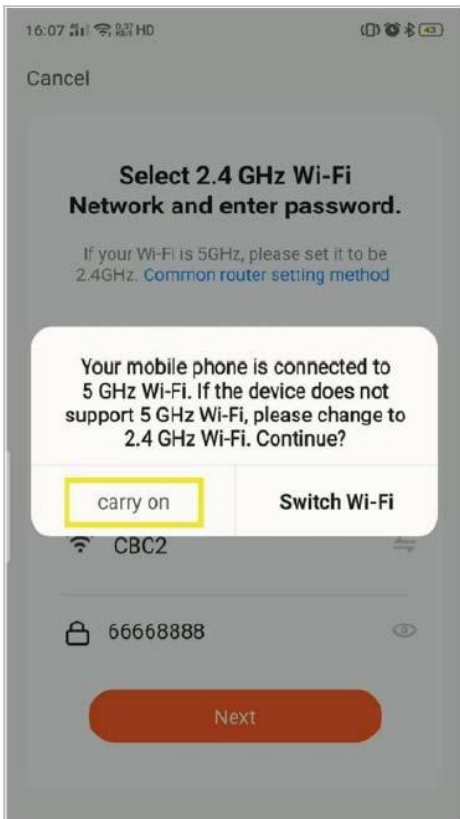 16:07 HD 43
Cancel
Select 2.4 GHz Wi-Fi
Network and enter password.
If your Wi-Fi is 5GHz, please set it to be
2.4GHz. Common router setting method
Your mobile phone is connected to
5 GHz Wi-Fi. If the device does not
support 5 GHz Wi-Fi, please change to
2.4 GHz Wi-Fi. Continue?
carry on
Switch Wi-Fi
CBC2
66668888
Next